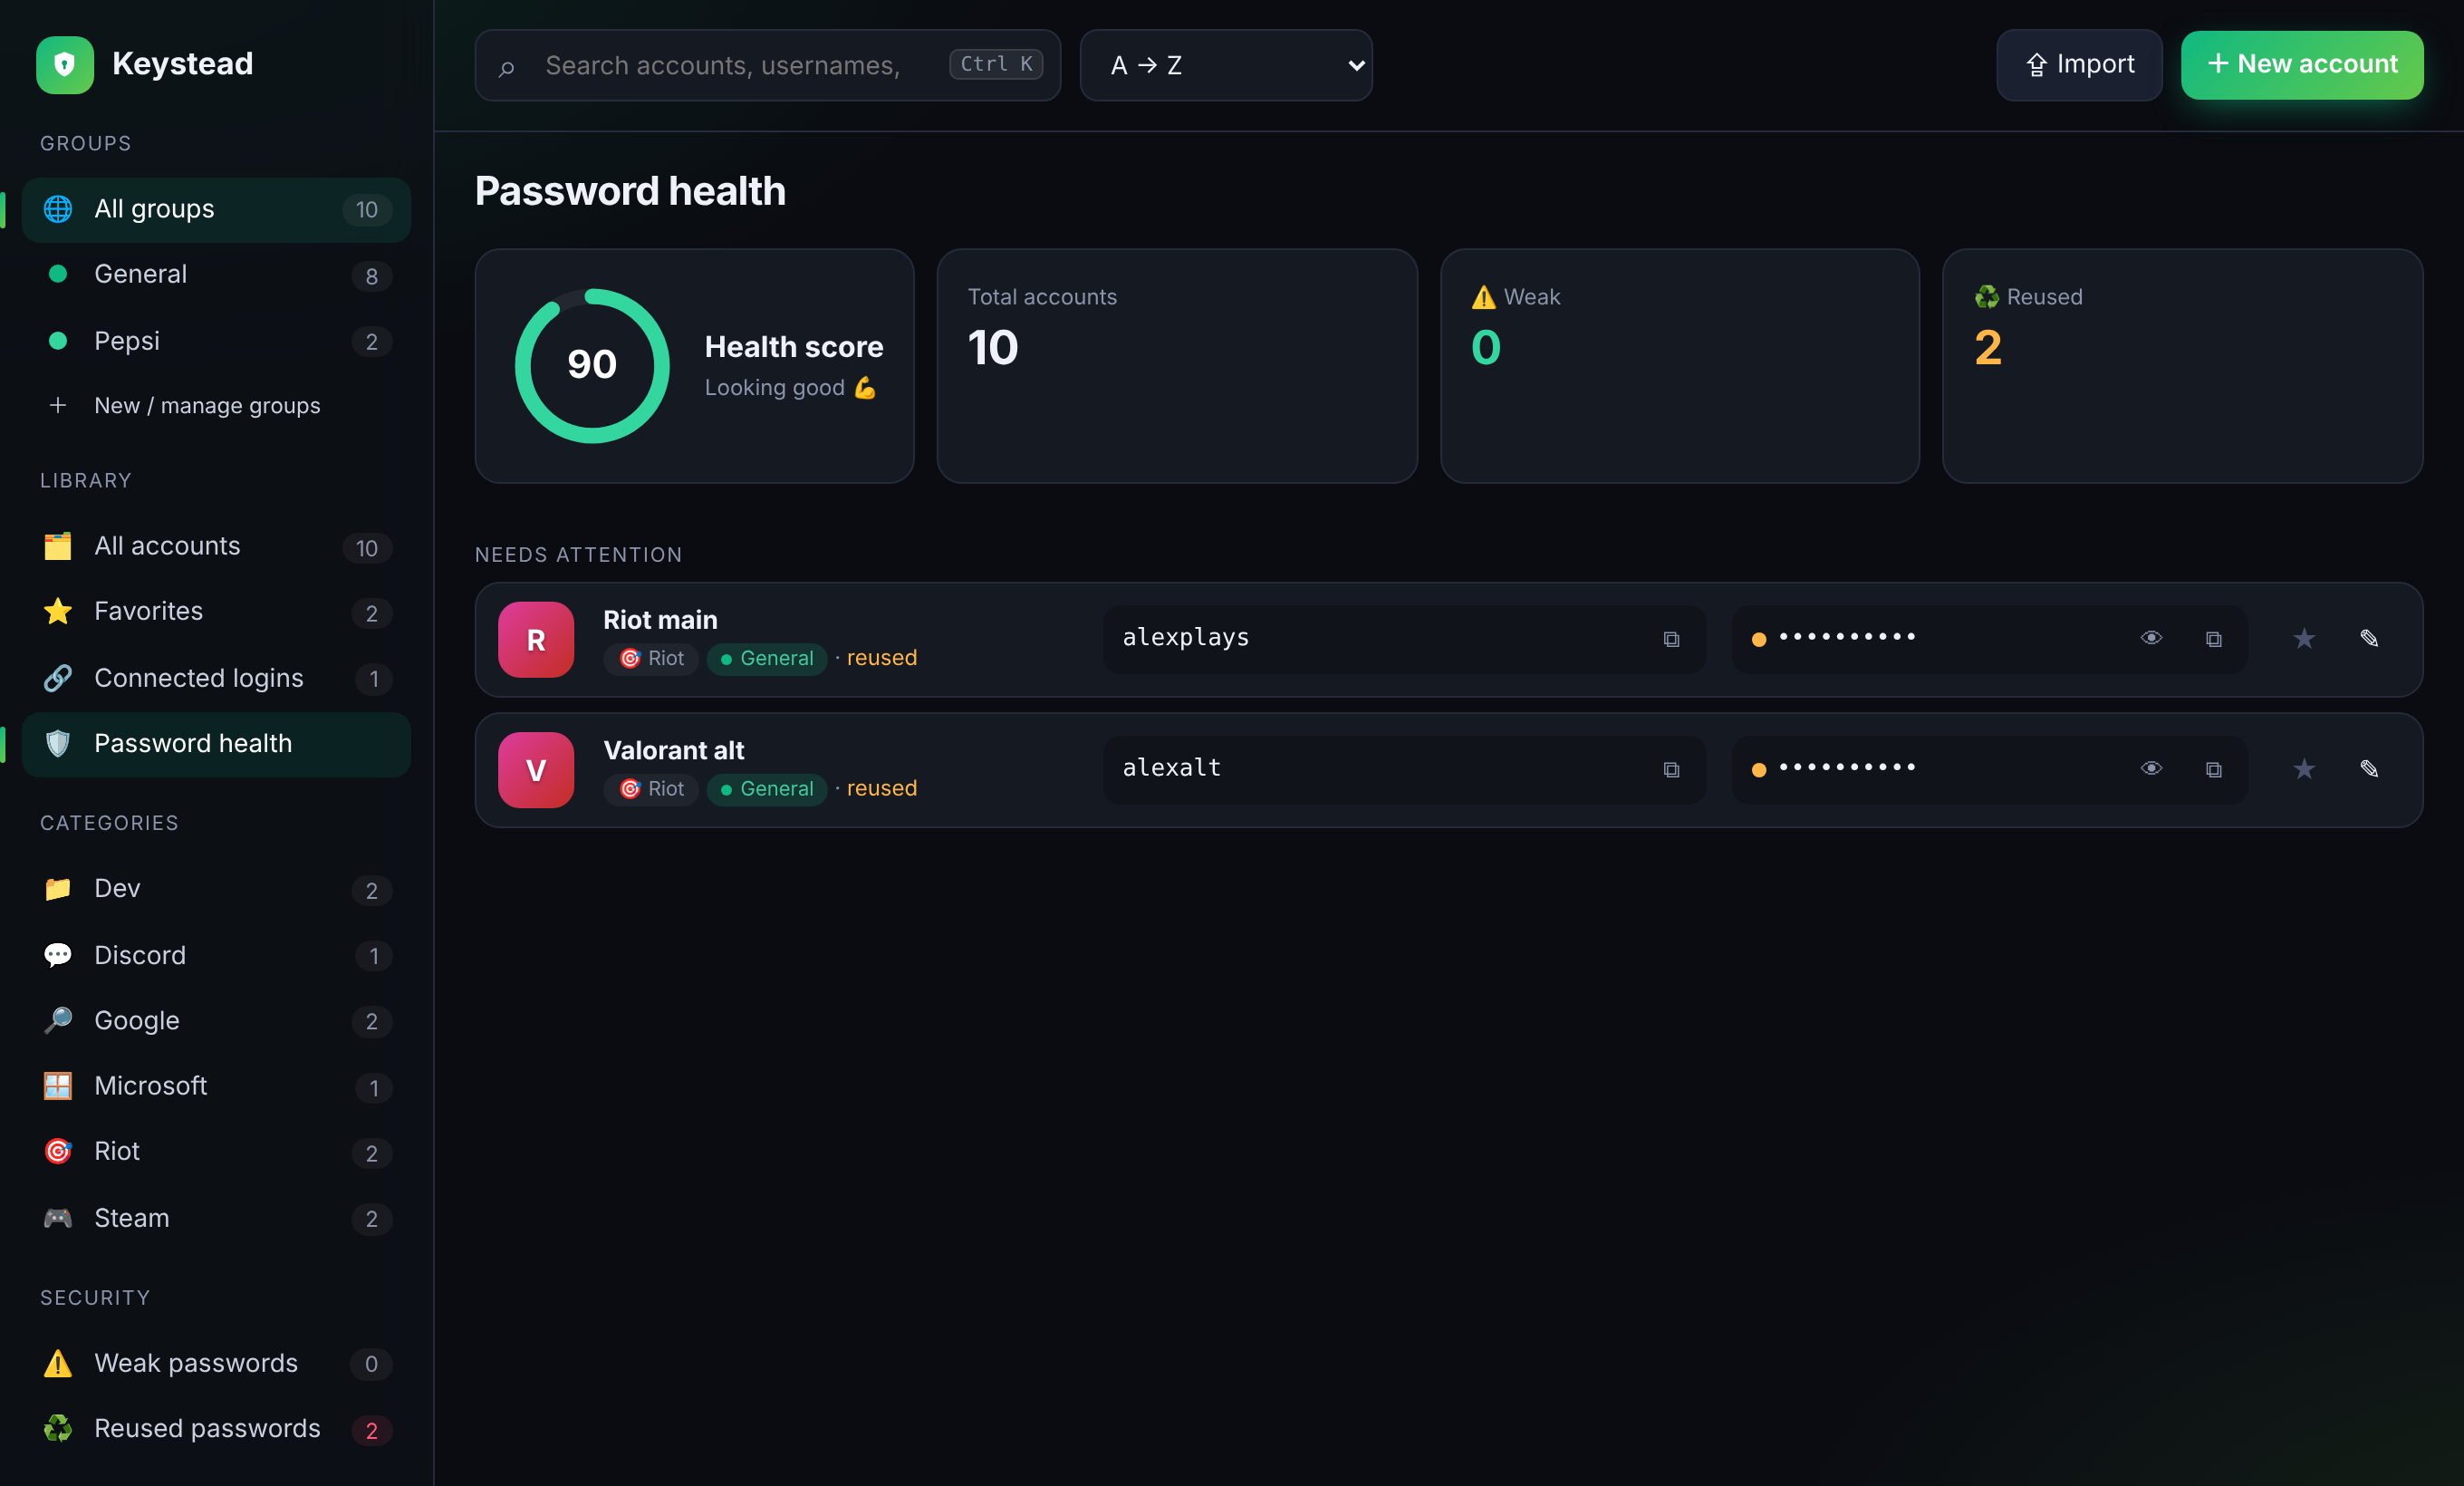 Keystead
GROUPS
All groups 10
General 8
Pepsi 2
+ New / manage groups
LIBRARY
All accounts 10
Favorites 2
Connected logins 1
Password health
CATEGORIES
Dev 2
Discord 1
Google 2
Microsoft 1
Riot 2
Steam 2
SECURITY
Weak passwords 0
Reused passwords 2
Search accounts, usernames, Ctrl K
A → Z
Import
+ New account
Password health
90
Health score
Looking good 💪
Total accounts
10
⚠️ Weak
0
♻️ Reused
2
NEEDS ATTENTION
R
Riot main
🎯 Riot General · reused
alexplays
••••••••••
V
Valorant alt
🎯 Riot General · reused
alexalt
••••••••••